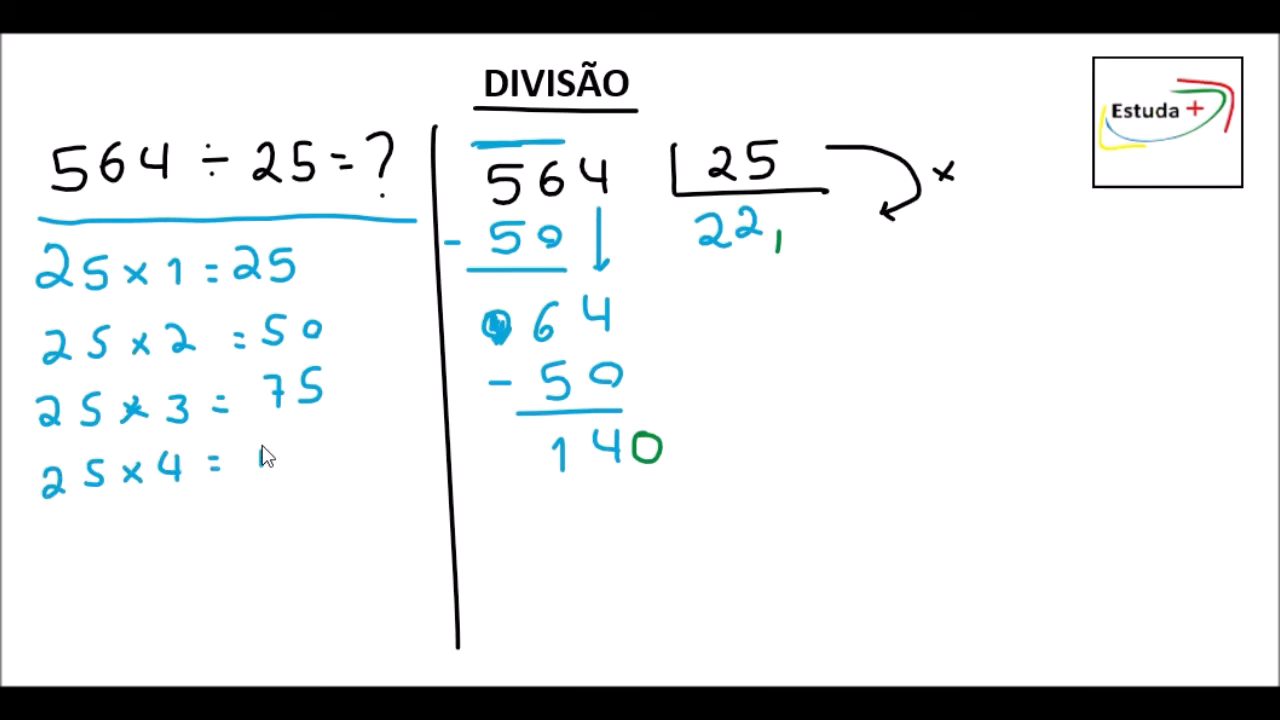 DIVISÃO
Estuda +
564 ÷ 25 = ?
25 x 1 = 25
25 x 2 = 50
25 x 3 = 75
25 x 4 =
564 25
- 50 22,
064
- 50
140
x